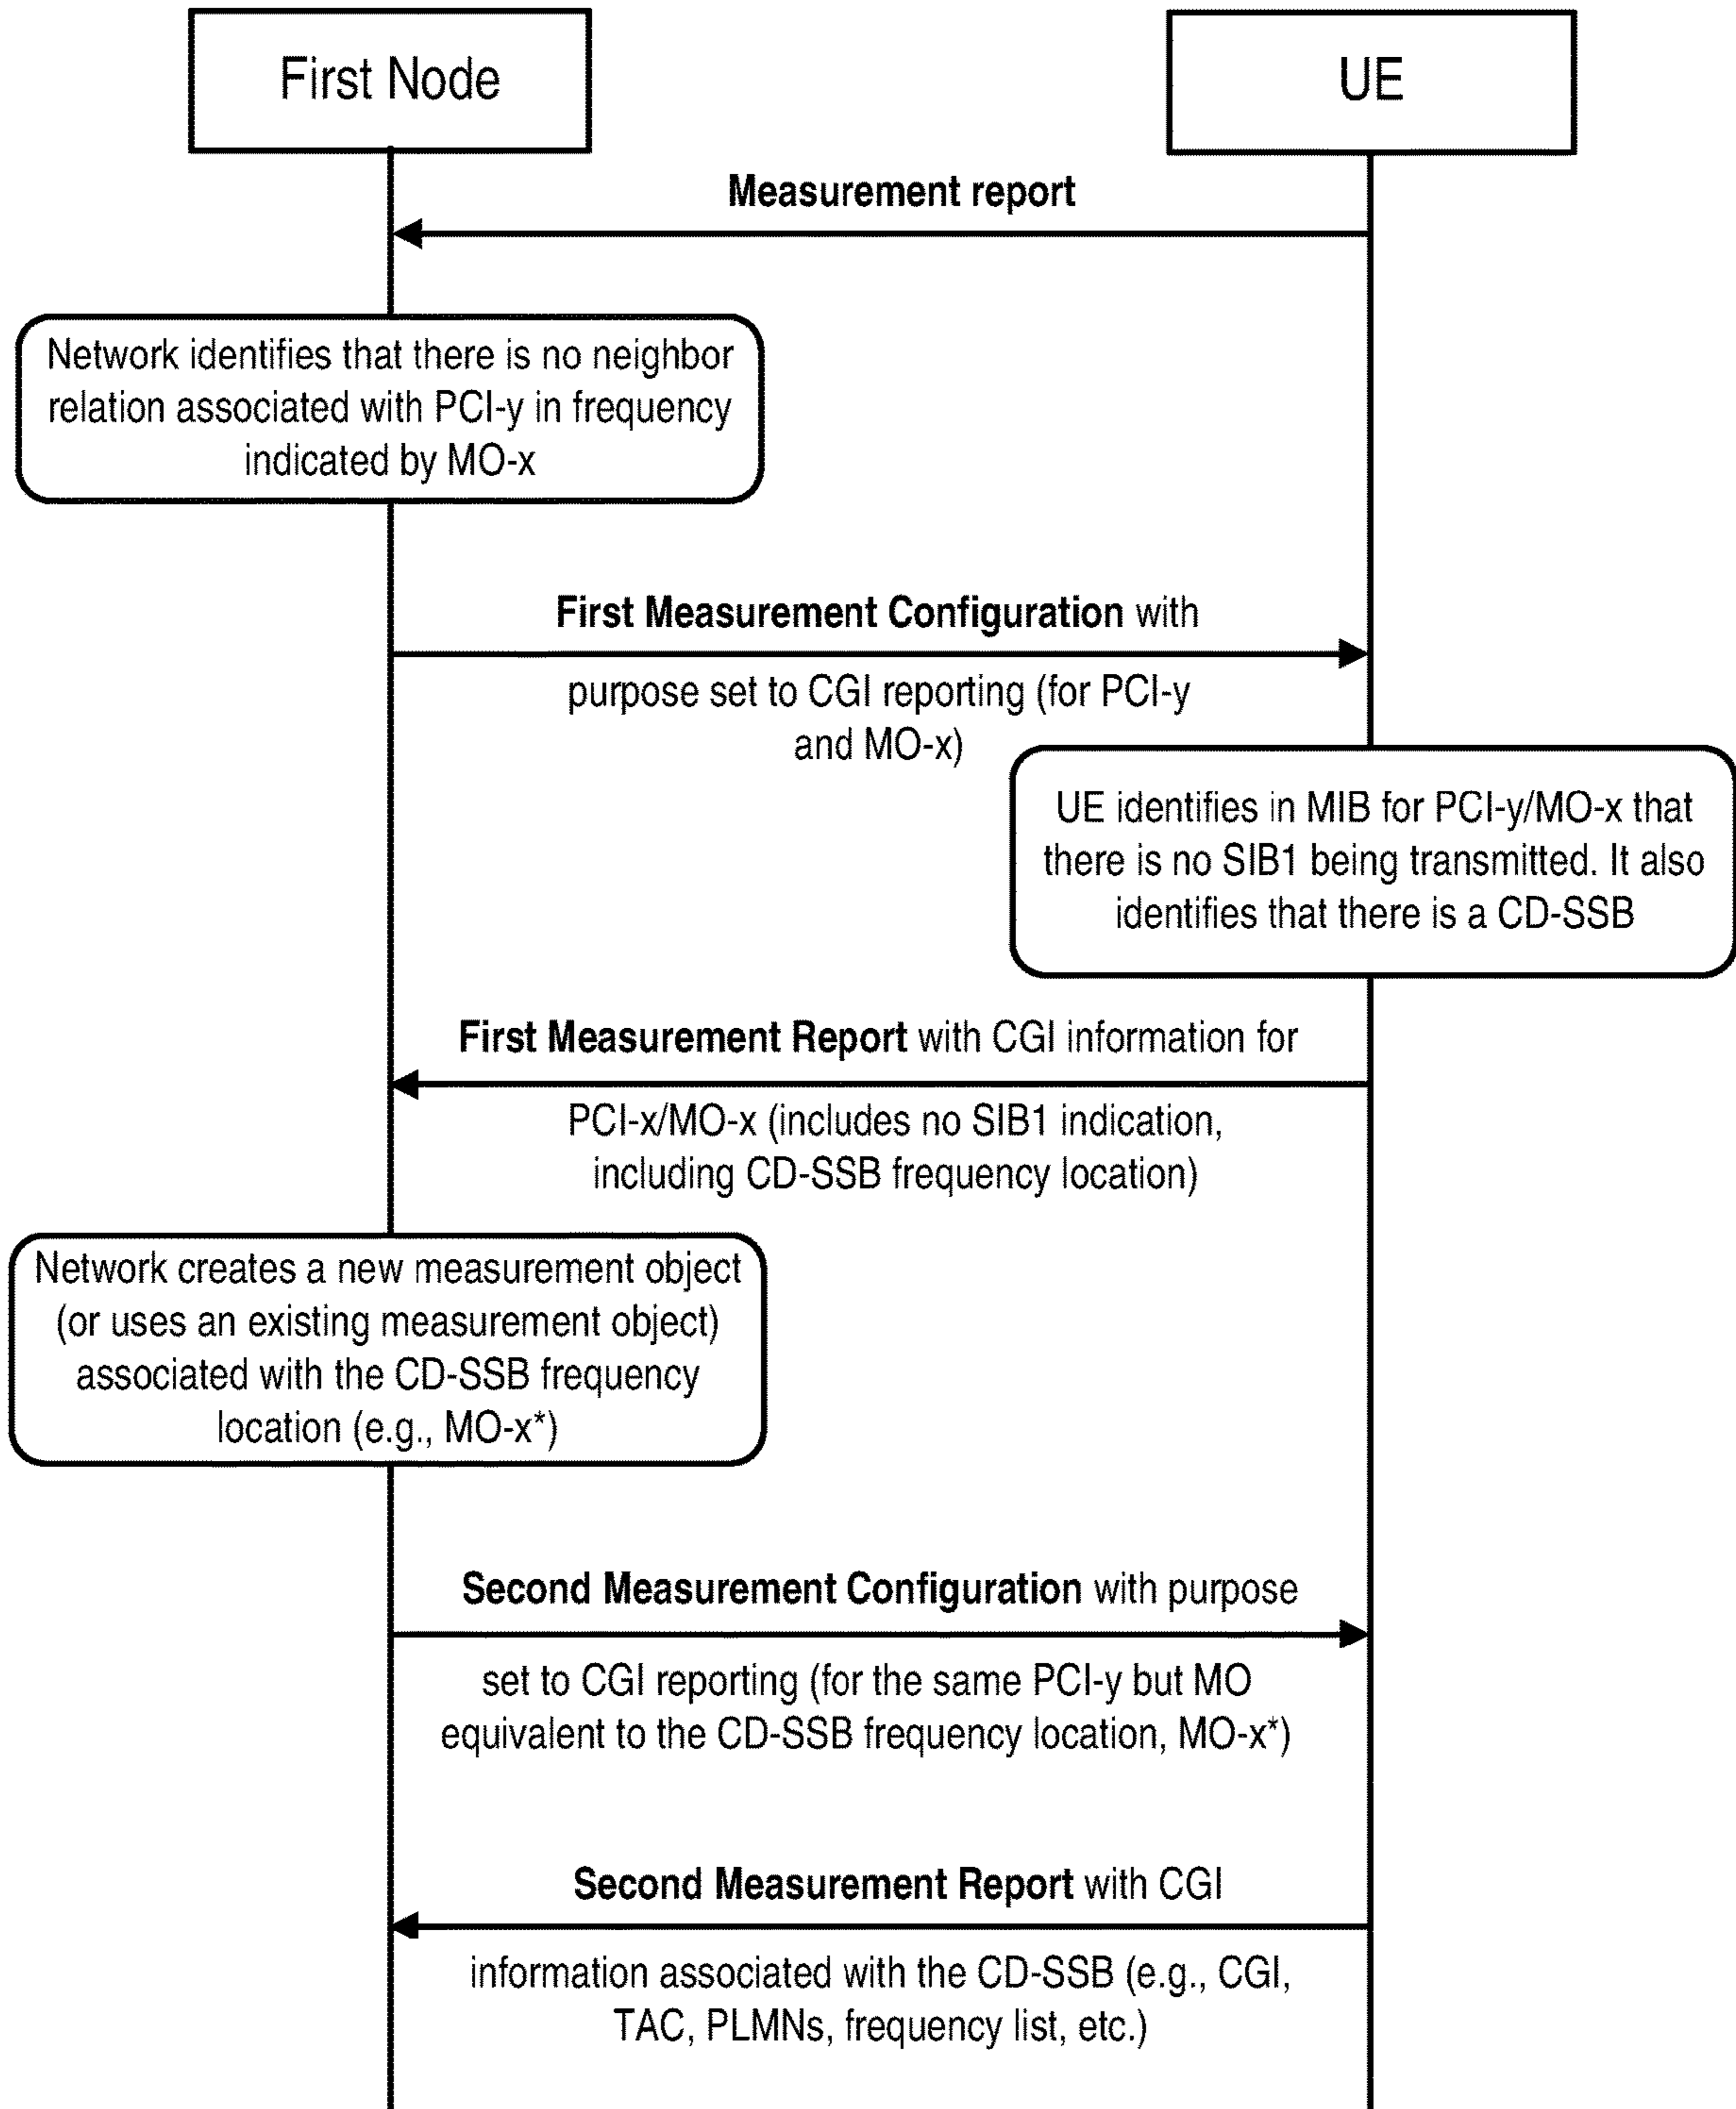 First Node
UE
Measurement report
Network identifies that there is no neighbor
relation associated with PCI-y in frequency
indicated by MO-x
First Measurement Configuration with
purpose set to CGI reporting (for PCI-y
and MO-x)
UE identifies in MIB for PCI-y/MO-x that
there is no SIB1 being transmitted. It also
identifies that there is a CD-SSB
First Measurement Report with CGI information for
PCI-x/MO-x (includes no SIB1 indication,
including CD-SSB frequency location)
Network creates a new measurement object
(or uses an existing measurement object)
associated with the CD-SSB frequency
location (e.g., MO-x*)
Second Measurement Configuration with purpose
set to CGI reporting (for the same PCI-y but MO
equivalent to the CD-SSB frequency location, MO-x*)
Second Measurement Report with CGI
information associated with the CD-SSB (e.g., CGI,
TAC, PLMNs, frequency list, etc.)